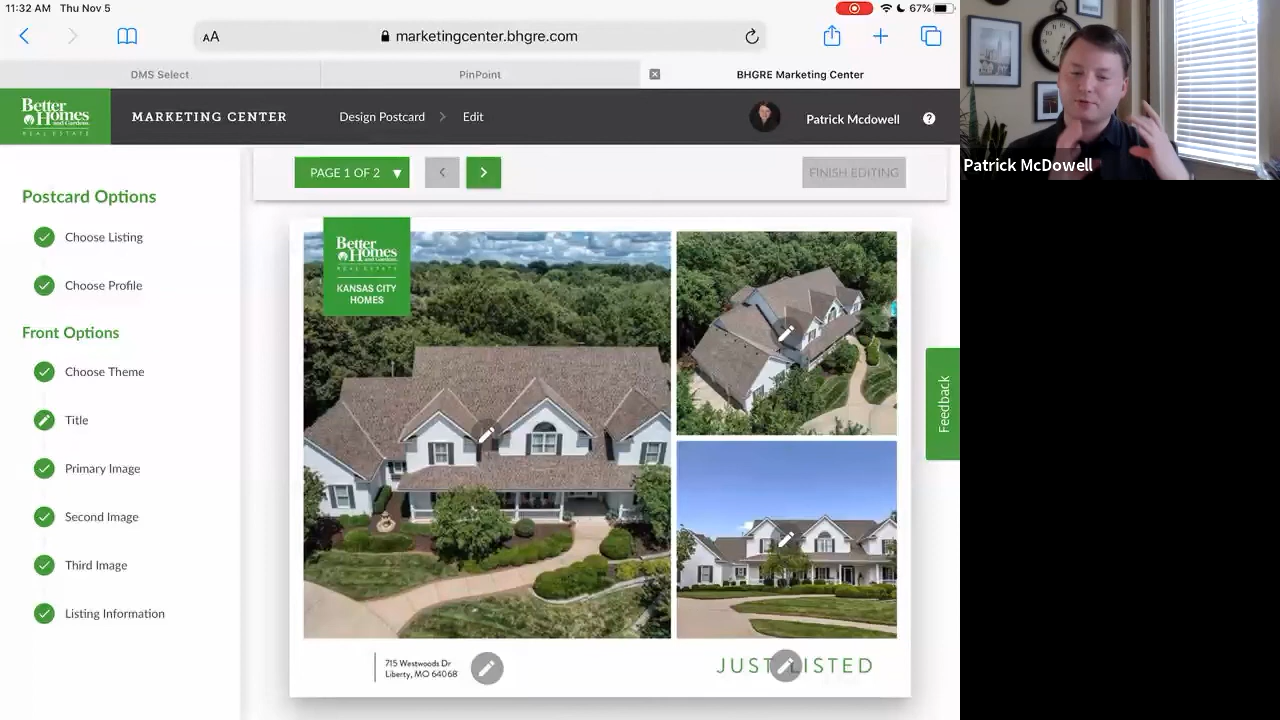 11:32 AM Thu Nov 5
67%
AA
marketingcenter.bhgre.com
DMS Select
PinPoint
BHGRE Marketing Center
Better
Homes
and Gardens
REAL ESTATE
MARKETING CENTER
Design Postcard
Edit
Patrick Mcdowell
?
Patrick McDowell
Postcard Options
Choose Listing
Choose Profile
Front Options
Choose Theme
Title
Primary Image
Second Image
Third Image
Listing Information
PAGE 1 OF 2
FINISH EDITING
Better
Homes
and Gardens
REAL ESTATE
KANSAS CITY
HOMES
Feedback
715 Westwoods Dr
Liberty, MO 64068
JUST LISTED